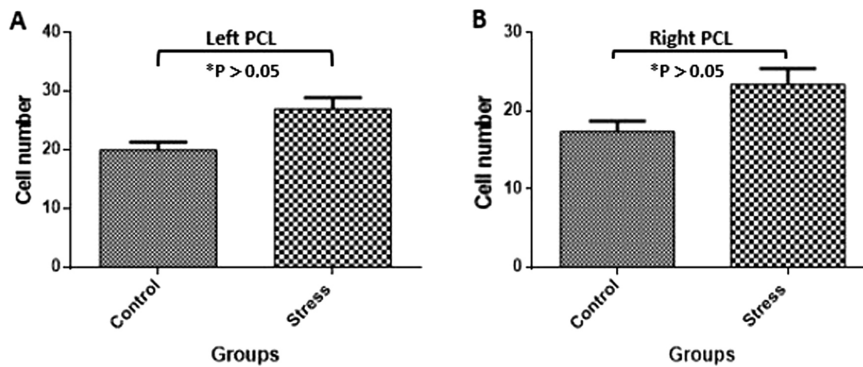 A
Left PCL
*P > 0.05
40
30
20
10
0
Cell number
Control
Stress
Groups
B
Right PCL
*P > 0.05
30
20
10
0
Cell number
Control
Stress
Groups